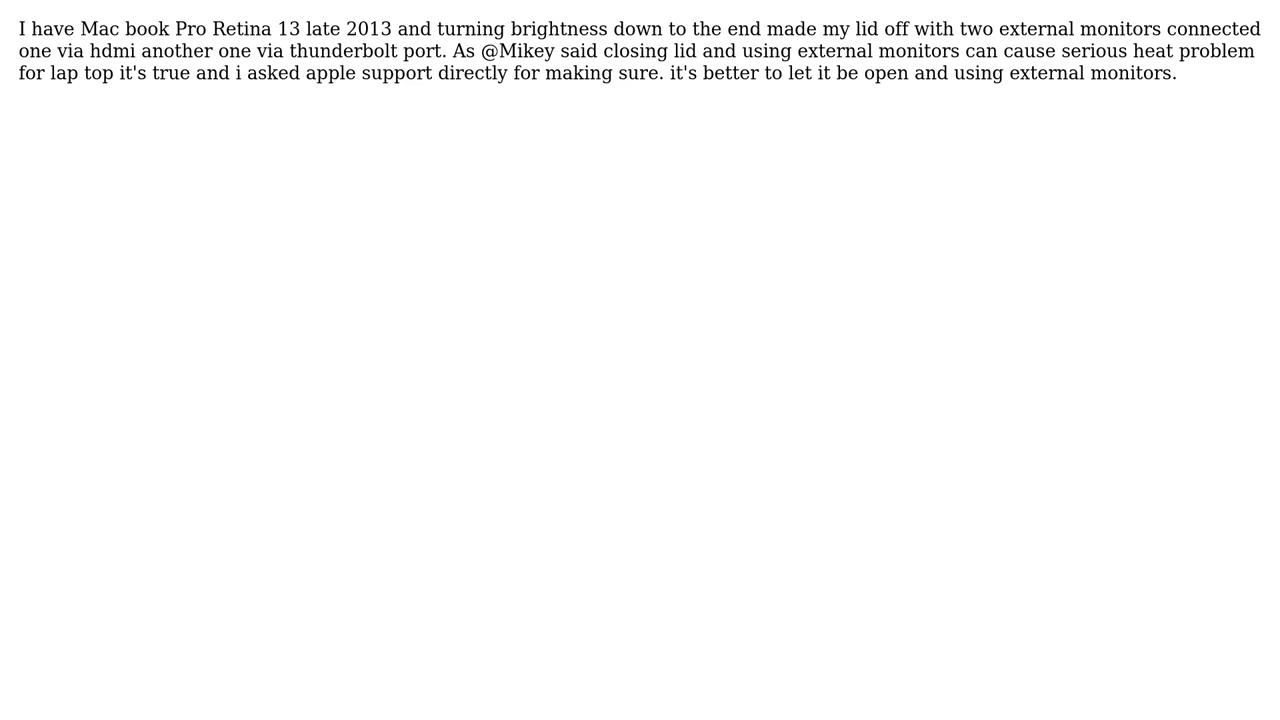 I have Mac book Pro Retina 13 late 2013 and turning brightness down to the end made my lid off with two external monitors connected
one via hdmi another one via thunderbolt port. As @Mikey said closing lid and using external monitors can cause serious heat problem
for lap top it's true and i asked apple support directly for making sure. it's better to let it be open and using external monitors.